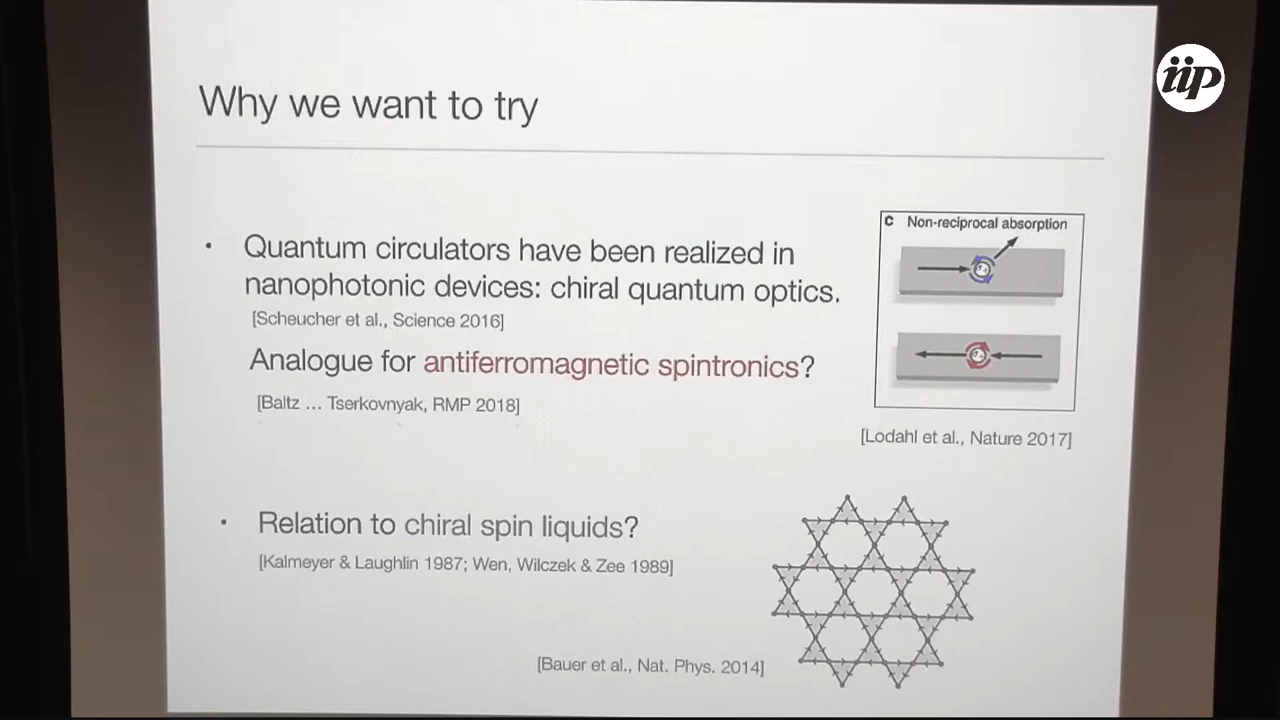 iip
Why we want to try
• Quantum circulators have been realized in
nanophotonic devices: chiral quantum optics.
[Scheucher et al., Science 2016]
Analogue for antiferromagnetic spintronics?
[Baltz ... Tserkovnyak, RMP 2018]
c Non-reciprocal absorption
[Lodahl et al., Nature 2017]
• Relation to chiral spin liquids?
[Kalmeyer & Laughlin 1987; Wen, Wilczek & Zee 1989]
[Bauer et al., Nat. Phys. 2014]